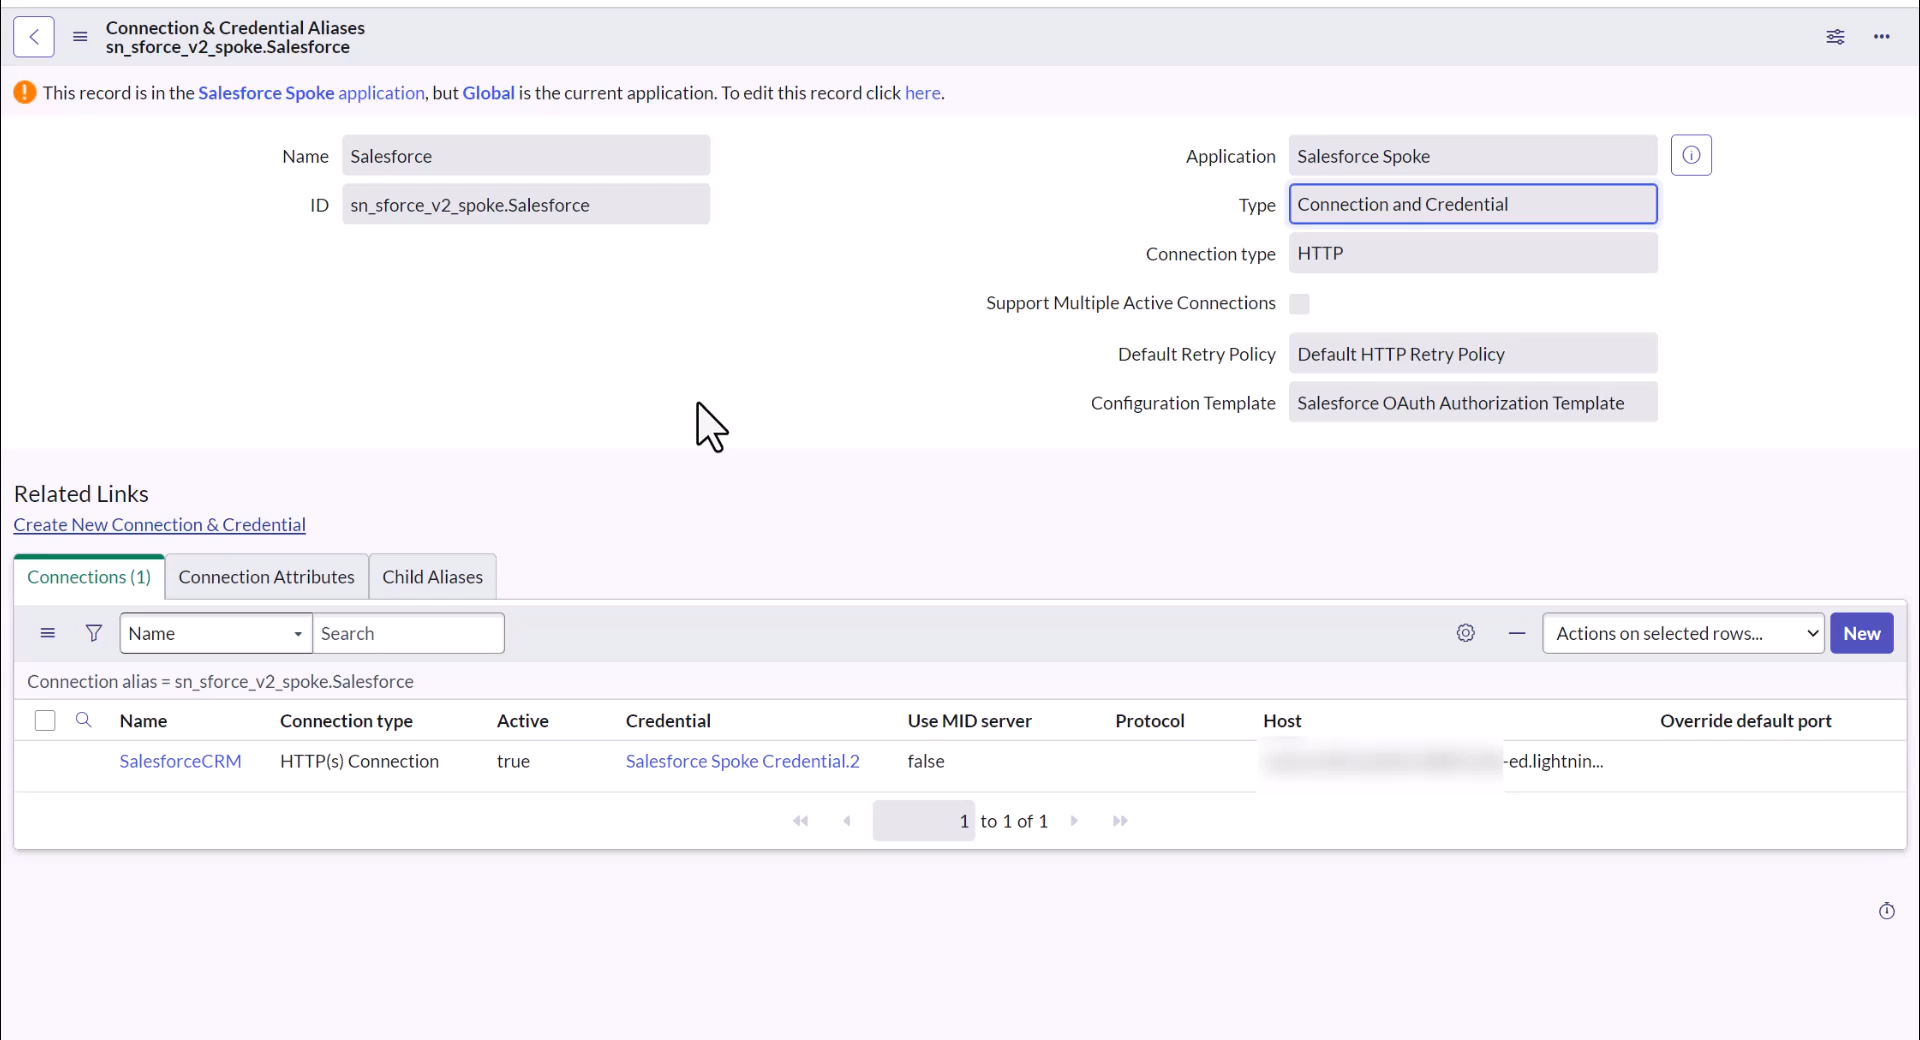 Connection & Credential Aliases
sn_sforce_v2_spoke.Salesforce
This record is in the Salesforce Spoke application, but Global is the current application. To edit this record click here.
Name Salesforce
ID sn_sforce_v2_spoke.Salesforce
Application Salesforce Spoke
Type Connection and Credential
Connection type HTTP
Support Multiple Active Connections
Default Retry Policy Default HTTP Retry Policy
Configuration Template Salesforce OAuth Authorization Template
Related Links
Create New Connection & Credential
Connections (1) Connection Attributes Child Aliases
Name Search Actions on selected rows... New
Connection alias = sn_sforce_v2_spoke.Salesforce
Name Connection type Active Credential Use MID server Protocol Host Override default port
SalesforceCRM HTTP(s) Connection true Salesforce Spoke Credential.2 false -ed.lightnin...
1 to 1 of 1